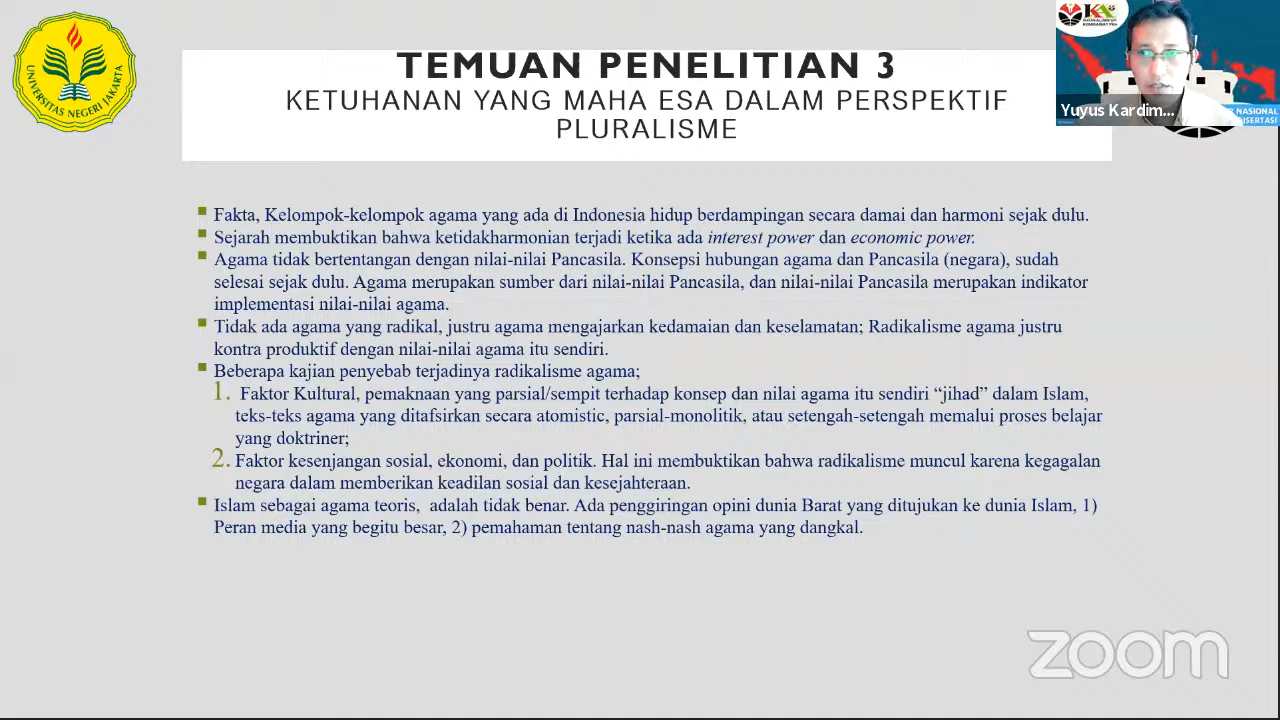 UNIVERSITAS NEGERI JAKARTA
TEMUAN PENELITIAN 3
KETUHANAN YANG MAHA ESA DALAM PERSPEKTIF
PLURALISME
Yuyus Kardim...
NASIONAL
DISERTASI
Fakta, Kelompok-kelompok agama yang ada di Indonesia hidup berdampingan secara damai dan harmoni sejak dulu.
Sejarah membuktikan bahwa ketidakharmonian terjadi ketika ada interest power dan economic power.
Agama tidak bertentangan dengan nilai-nilai Pancasila. Konsepsi hubungan agama dan Pancasila (negara), sudah
selesai sejak dulu. Agama merupakan sumber dari nilai-nilai Pancasila, dan nilai-nilai Pancasila merupakan indikator
implementasi nilai-nilai agama.
Tidak ada agama yang radikal, justru agama mengajarkan kedamaian dan keselamatan; Radikalisme agama justru
kontra produktif dengan nilai-nilai agama itu sendiri.
Beberapa kajian penyebab terjadinya radikalisme agama;
1. Faktor Kultural, pemaknaan yang parsial/sempit terhadap konsep dan nilai agama itu sendiri “jihad” dalam Islam,
teks-teks agama yang ditafsirkan secara atomistic, parsial-monolitik, atau setengah-setengah memalui proses belajar
yang doktriner;
2. Faktor kesenjangan sosial, ekonomi, dan politik. Hal ini membuktikan bahwa radikalisme muncul karena kegagalan
negara dalam memberikan keadilan sosial dan kesejahteraan.
Islam sebagai agama teoris, adalah tidak benar. Ada penggiringan opini dunia Barat yang ditujukan ke dunia Islam, 1)
Peran media yang begitu besar, 2) pemahaman tentang nash-nash agama yang dangkal.
zoom